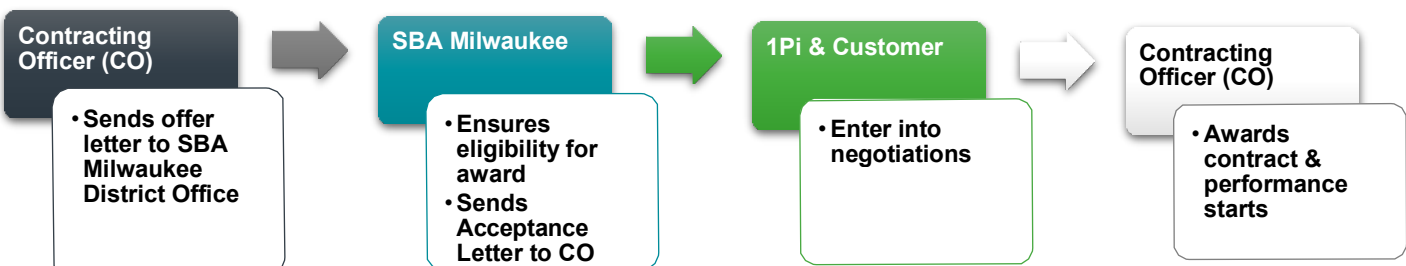 Contracting
Officer (CO)
• Sends offer
letter to SBA
Milwaukee
District Office
SBA Milwaukee
• Ensures
eligibility for
award
• Sends
Acceptance
Letter to CO
1Pi & Customer
• Enter into
negotiations
Contracting
Officer (CO)
• Awards
contract &
performance
starts